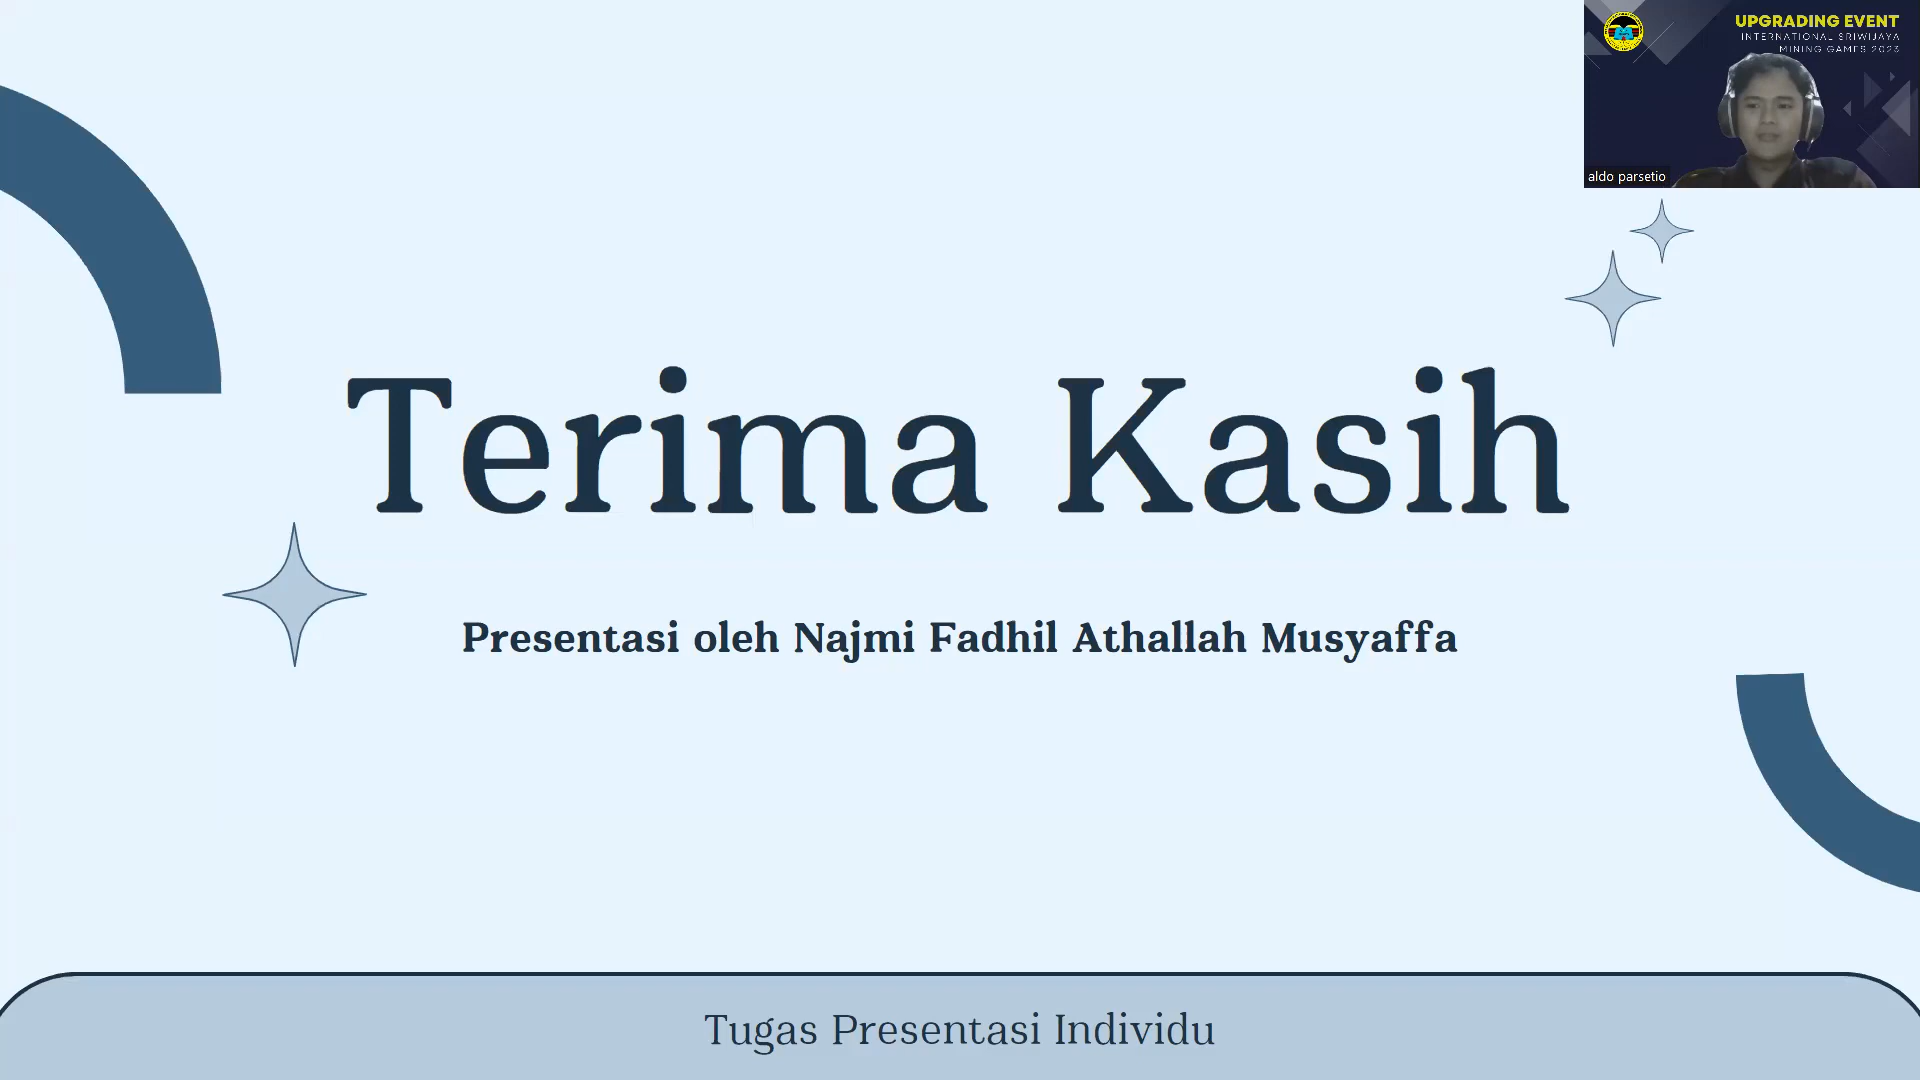 UPGRADING EVENT
INTERNATIONAL SRIWIJAYA
MINING GAMES 2023
aldo parsetio
Terima Kasih
Presentasi oleh Najmi Fadhil Athallah Musyaffa
Tugas Presentasi Individu